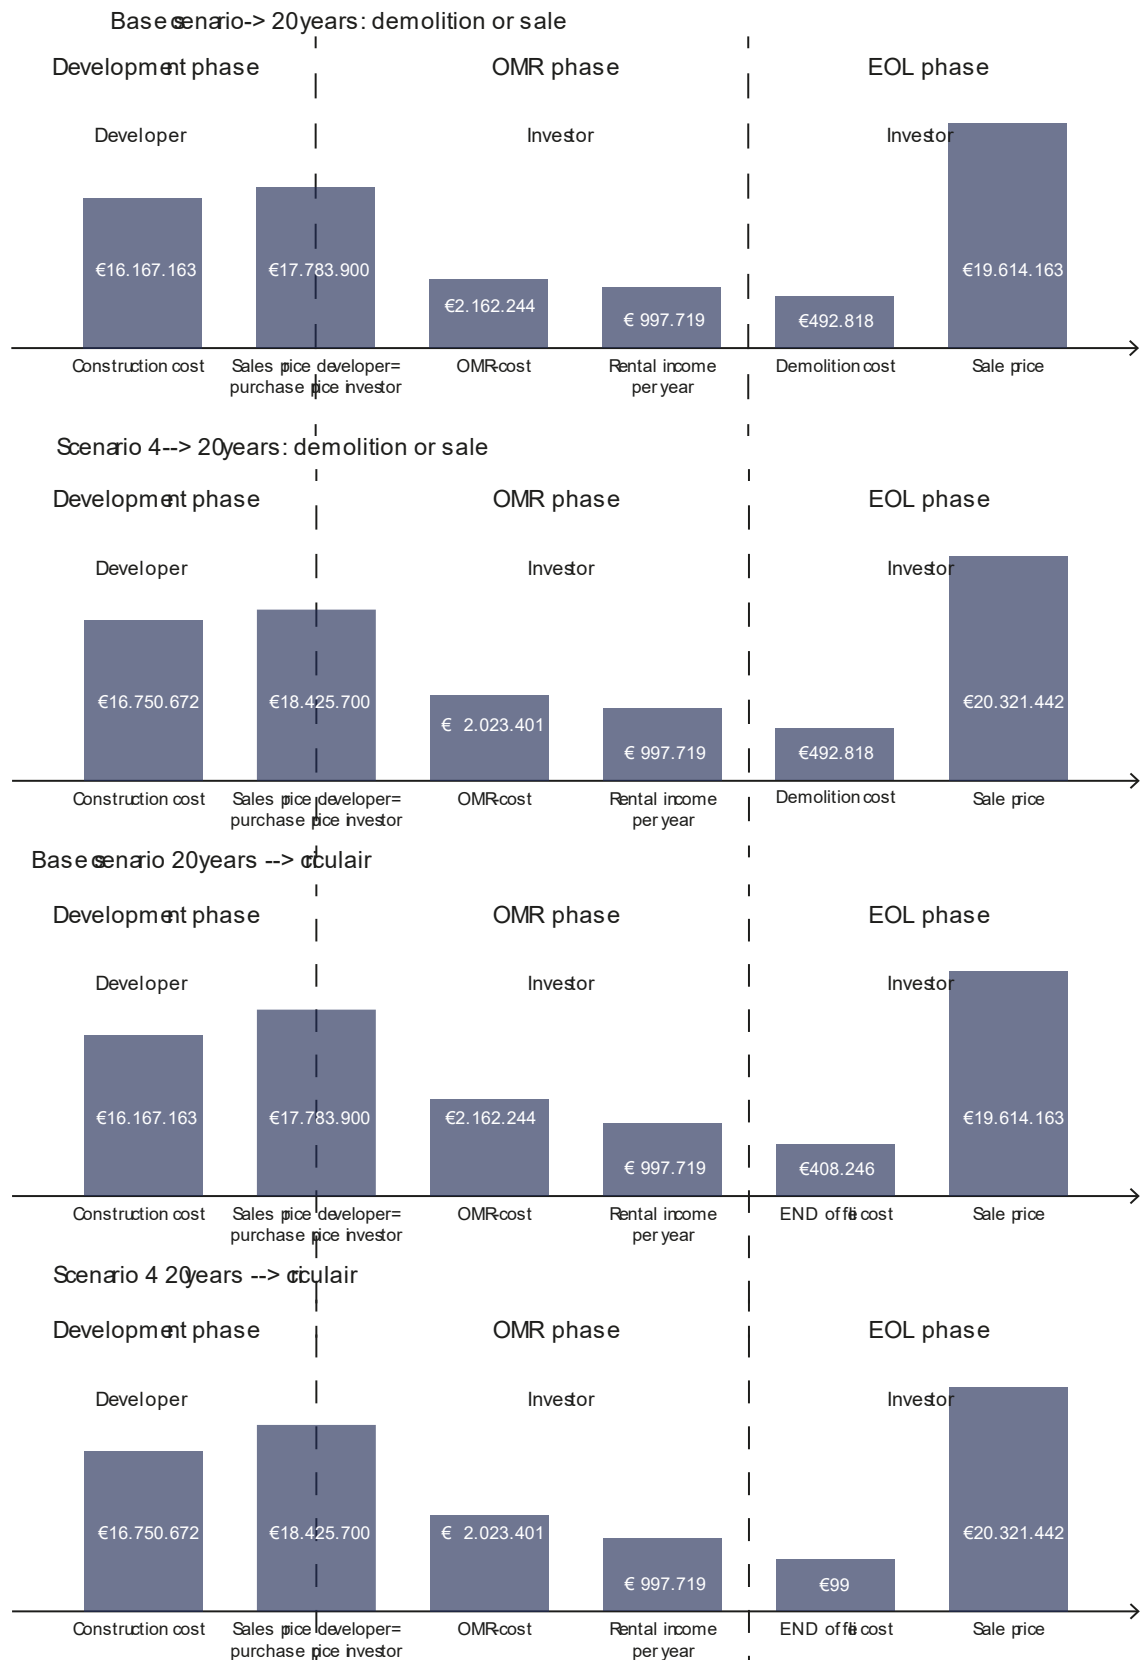 Base scenario-> 20years: demolition or sale
Development phase OMR phase EOL phase
Developer Investor Investor
€16.167.163 €17.783.900 €2.162.244 € 997.719 €492.818 €19.614.163
Construction cost Sales price developer= OMR-cost Rental income Demolition cost Sale price
purchase price investor per year
Scenario 4--> 20years: demolition or sale
Development phase OMR phase EOL phase
Developer Investor Investor
€16.750.672 €18.425.700 € 2.023.401 € 997.719 €492.818 €20.321.442
Construction cost Sales price developer= OMR-cost Rental income Demolition cost Sale price
purchase price investor per year
Base scenario 20years --> circulair
Development phase OMR phase EOL phase
Developer Investor Investor
€16.167.163 €17.783.900 €2.162.244 € 997.719 €408.246 €19.614.163
Construction cost Sales price developer= OMR-cost Rental income END of life cost Sale price
purchase price investor per year
Scenario 4 20years --> circulair
Development phase OMR phase EOL phase
Developer Investor Investor
€16.750.672 €18.425.700 € 2.023.401 € 997.719 €99 €20.321.442
Construction cost Sales price developer= OMR-cost Rental income END of life cost Sale price
purchase price investor per year